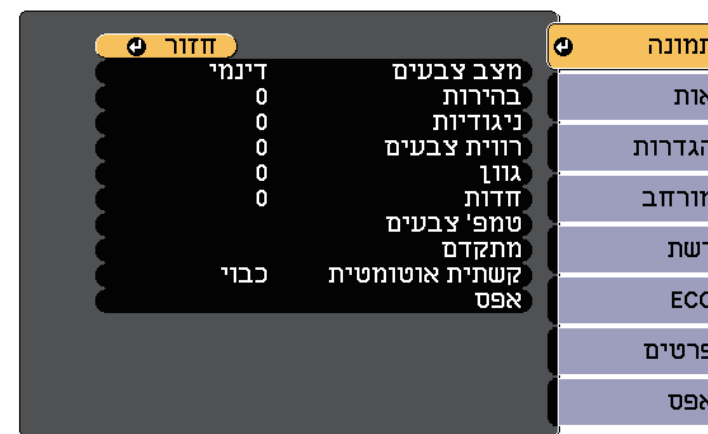 חזור
מצב צבעים דינמי
בהירות 0
ניגודיות 0
רווית צבעים 0
גוון 0
חדות 0
טמפ' צבעים
מתקדם
קשתית אוטומטית כבוי
אפס
תמונה
אות
הגדרות
מורחב
רשת
ECO
פרטים
אפס